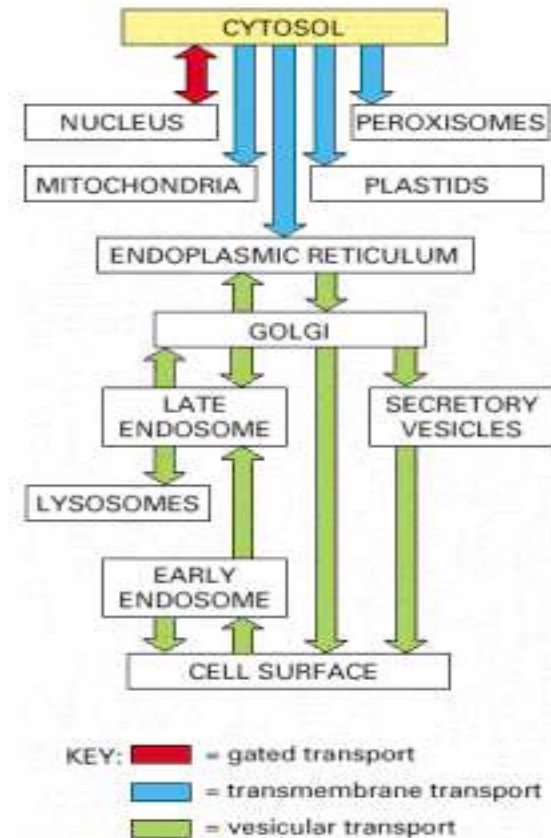 CYTOSOL
NUCLEUS
PEROXISOMES
MITOCHONDRIA
PLASTIDS
ENDOPLASMIC RETICULUM
GOLGI
LATE
ENDOSOME
SECRETORY
VESICLES
LYSOSOMES
EARLY
ENDOSOME
CELL SURFACE
KEY:
= gated transport
= transmembrane transport
= vesicular transport